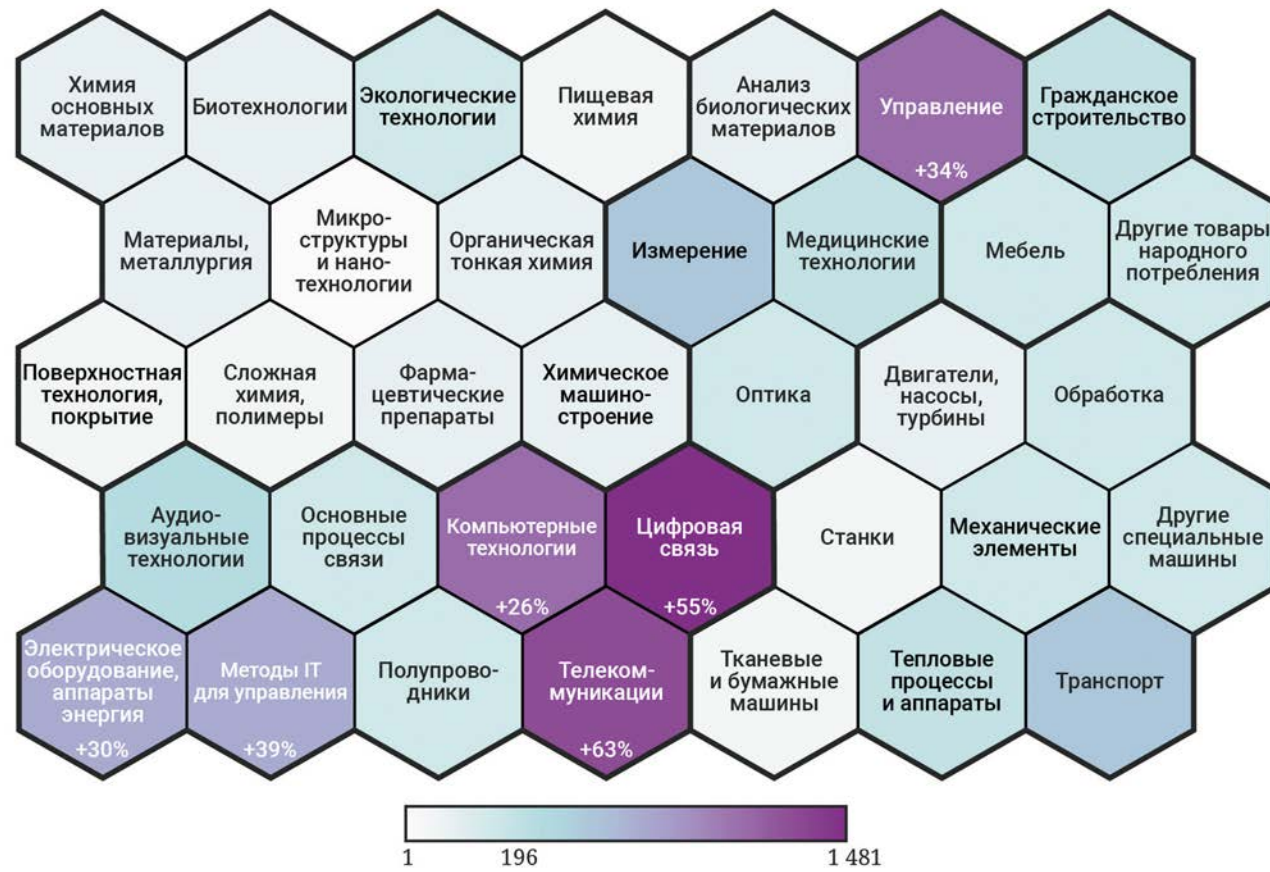 Химия
основных
материалов
Биотехнологии
Экологические
технологии
Пищевая
химия
Анализ
биологических
материалов
Управление
+34%
Гражданское
строительство
Материалы,
металлургия
Микро-
структуры
и нано-
технологии
Органическая
тонкая химия
Измерение
Медицинские
технологии
Мебель
Другие товары
народного
потребления
Поверхностная
технология,
покрытие
Сложная
химия,
полимеры
Фарма-
цевтические
препараты
Химическое
машино-
строение
Оптика
Двигатели,
насосы,
турбины
Обработка
Аудио-
визуальные
технологии
Основные
процессы
связи
Компьютерные
технологии
+26%
Цифровая
связь
+55%
Станки
Механические
элементы
Другие
специальные
машины
Электрическое
оборудование,
аппараты
энергия
+30%
Методы IT
для управления
+39%
Полупрово-
дники
Телеком-
муникации
+63%
Тканевые
и бумажные
машины
Тепловые
процессы
и аппараты
Транспорт
1 196 1 481